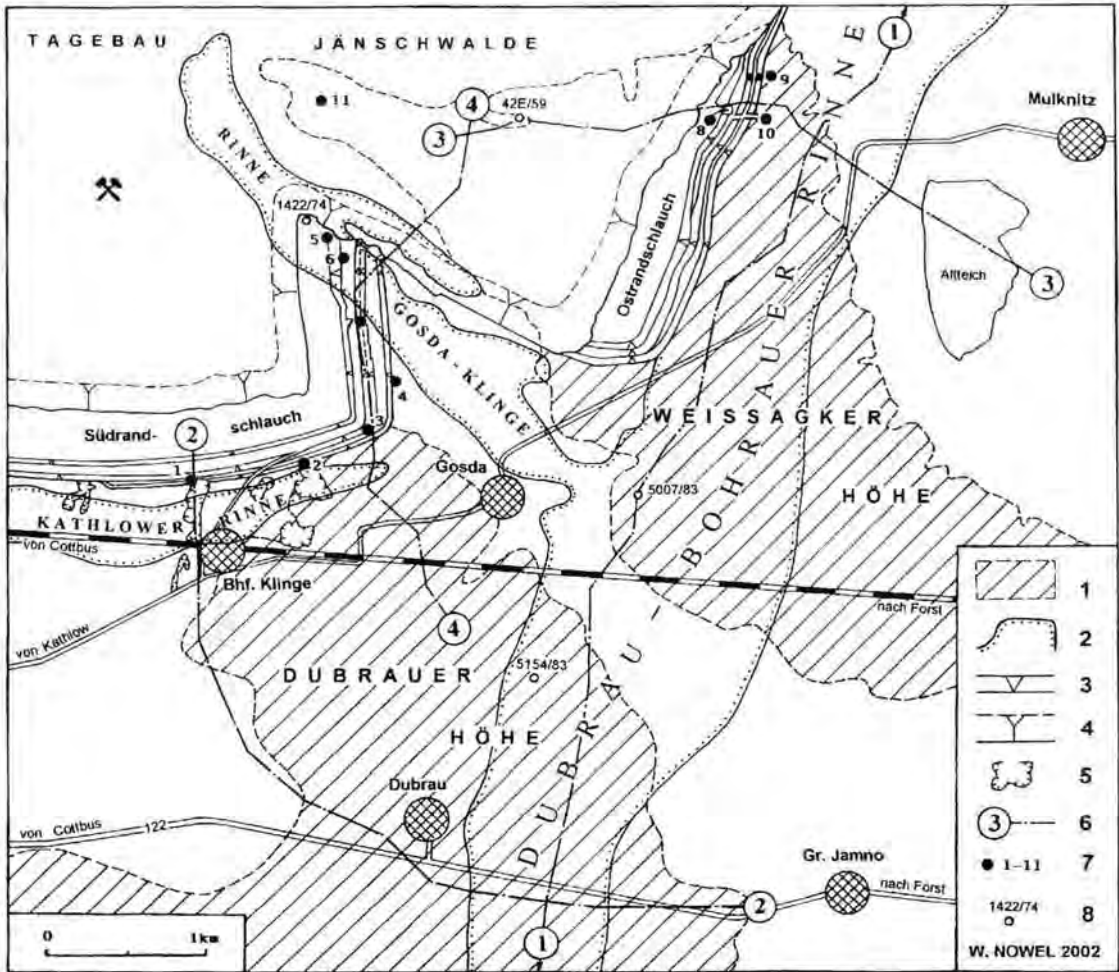 TAGEBAU JÄNSCHWALDE
1
9
11
4
42E/59
3
8
10
Mulknitz
RINNE
1422/74
5
6
Ostrandschlauch
Altteich
3
7
GOSDA-KLINGE
4
WEISSAGKER
HÖHE
Südrand-schlauch
2
3
1
2
Gosda
5007/83
KATHLOWER RINNE
von Cottbus
Bhf. Klinge
nach Forst
von Kathlow
4
DUBRAUER
HÖHE
5154/83
DUBRAU-BOHRAUER RINNE
Dubrau
von Cottbus
122
Gr. Jamno
nach Forst
2
1
0 1km
1
2
3
4
5
3 6
1-11 7
1422/74 8
W. NOWEL 2002